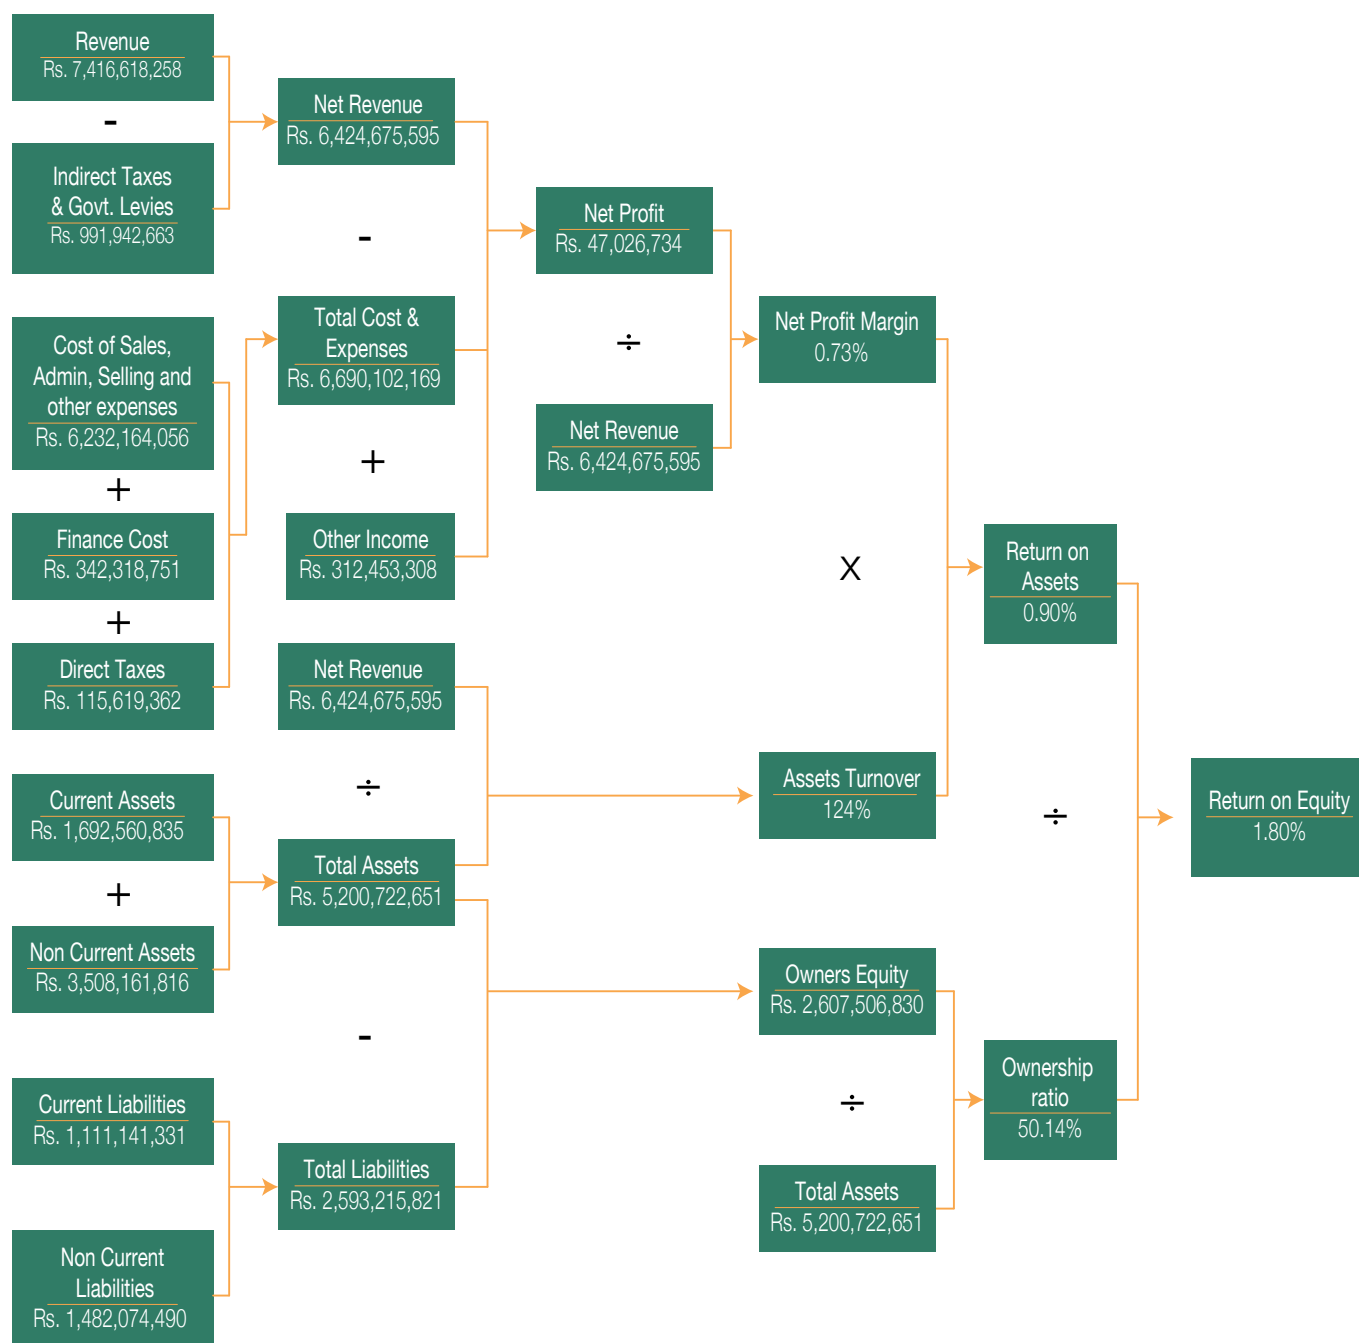 Revenue
Rs. 7,416,618,258
-
Indirect Taxes
& Govt. Levies
Rs. 991,942,663
Net Revenue
Rs. 6,424,675,595
-
Cost of Sales,
Admin, Selling and
other expenses
Rs. 6,232,164,056
+
Finance Cost
Rs. 342,318,751
+
Direct Taxes
Rs. 115,619,362
Total Cost &
Expenses
Rs. 6,690,102,169
+
Other Income
Rs. 312,453,308
Net Profit
Rs. 47,026,734
÷
Net Revenue
Rs. 6,424,675,595
Net Profit Margin
0.73%
X
Net Revenue
Rs. 6,424,675,595
÷
Current Assets
Rs. 1,692,560,835
+
Non Current Assets
Rs. 3,508,161,816
Total Assets
Rs. 5,200,722,651
Assets Turnover
124%
Return on
Assets
0.90%
÷
Return on Equity
1.80%
-
Current Liabilities
Rs. 1,111,141,331
Non Current
Liabilities
Rs. 1,482,074,490
Total Liabilities
Rs. 2,593,215,821
Owners Equity
Rs. 2,607,506,830
÷
Total Assets
Rs. 5,200,722,651
Ownership
ratio
50.14%